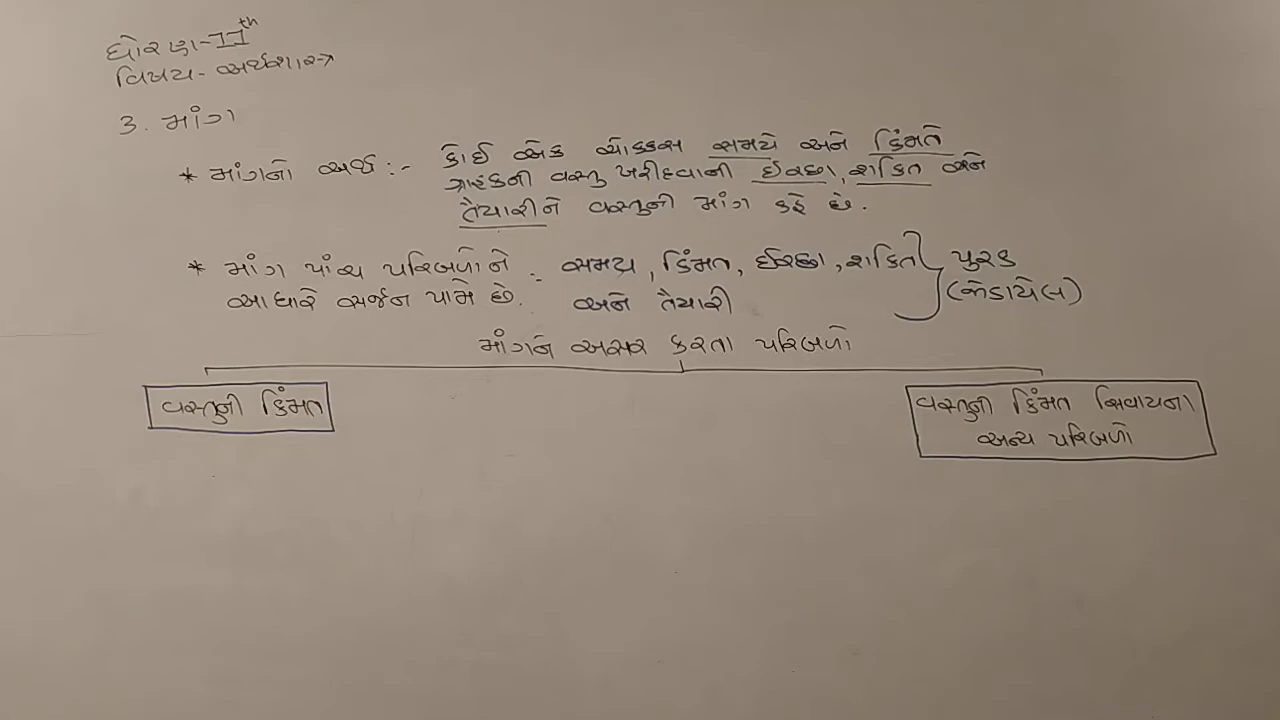 ધોરણ-11th
વિષય - અર્થશાસ્ત્ર
3. માંગ
* માંગનો અર્થ :- કોઈ એક ચોક્કસ સમયે અને કિંમતે
ગ્રાહકની વસ્તુ ખરીદવાની ઈચ્છા, શક્તિ અને
તૈયારીને વસ્તુની માંગ કહે છે.
* માંગ પાંચ પરિબળોને - સમય, કિંમત, ઈચ્છા, શક્તિ } પુરક
આધારે સર્જન પામે છે. અને તૈયારી (જોડાયેલ)
માંગને અસર કરતા પરિબળો
વસ્તુની કિંમત
વસ્તુની કિંમત સિવાયના
અન્ય પરિબળો